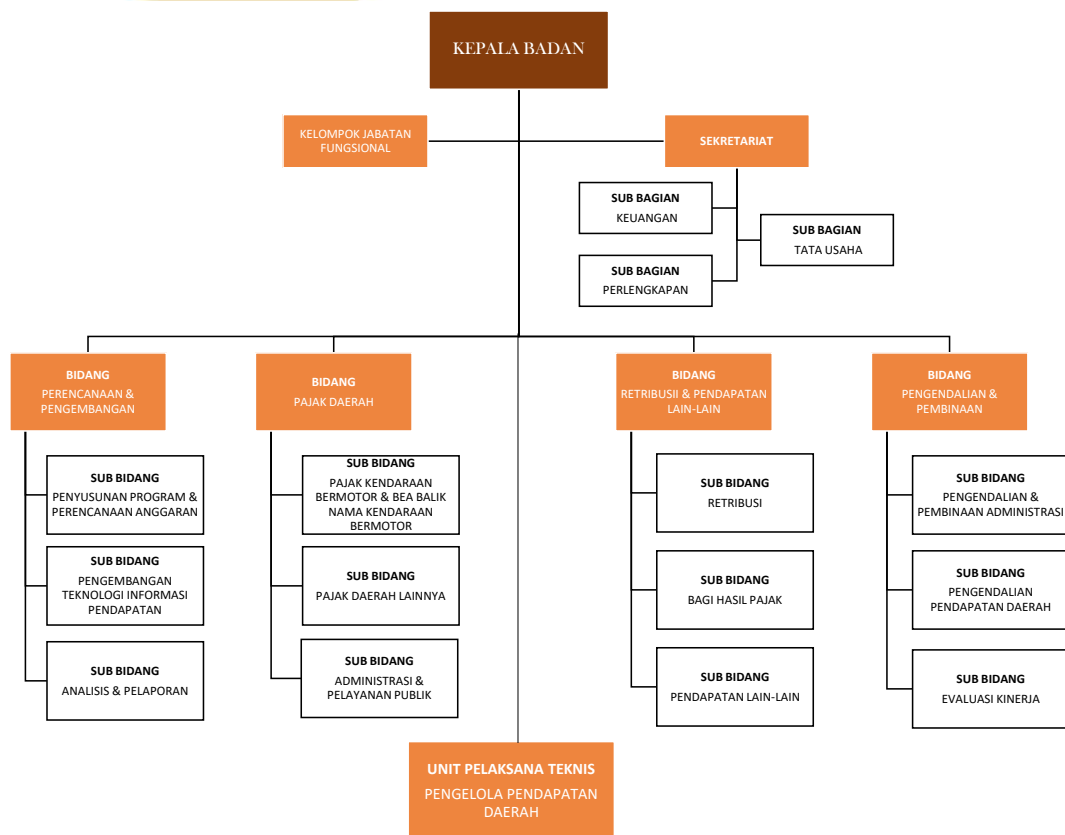 KEPALA BADAN
KELOMPOK JABATAN
FUNGSIONAL
SEKRETARIAT
SUB BAGIAN
KEUANGAN
SUB BAGIAN
TATA USAHA
SUB BAGIAN
PERLENGKAPAN
BIDANG
PERENCANAAN &
PENGEMBANGAN
BIDANG
PAJAK DAERAH
BIDANG
RETRIBUSII & PENDAPATAN
LAIN-LAIN
BIDANG
PENGENDALIAN &
PEMBINAAN
SUB BIDANG
PENYUSUNAN PROGRAM &
PERENCANAAN ANGGARAN
SUB BIDANG
PAJAK KENDARAAN
BERMOTOR & BEA BALIK
NAMA KENDARAAN
BERMOTOR
SUB BIDANG
RETRIBUSI
SUB BIDANG
PENGENDALIAN &
PEMBINAAN ADMINISTRASI
SUB BIDANG
PENGEMBANGAN
TEKNOLOGI INFORMASI
PENDAPATAN
SUB BIDANG
PAJAK DAERAH LAINNYA
SUB BIDANG
BAGI HASIL PAJAK
SUB BIDANG
PENGENDALIAN
PENDAPATAN DAERAH
SUB BIDANG
ANALISIS & PELAPORAN
SUB BIDANG
ADMINISTRASI &
PELAYANAN PUBLIK
SUB BIDANG
PENDAPATAN LAIN-LAIN
SUB BIDANG
EVALUASI KINERJA
UNIT PELAKSANA TEKNIS
PENGELOLA PENDAPATAN
DAERAH